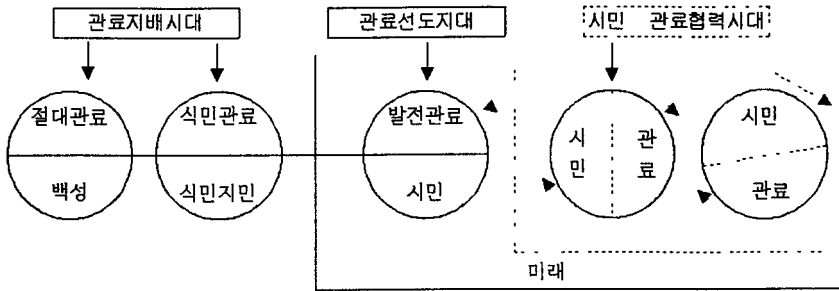 관료지배시대
관료선도지대
시민 관료협력시대
절대관료
백성
식민관료
식민지민
발전관료
시민
시민
관료
시민
관료
미래